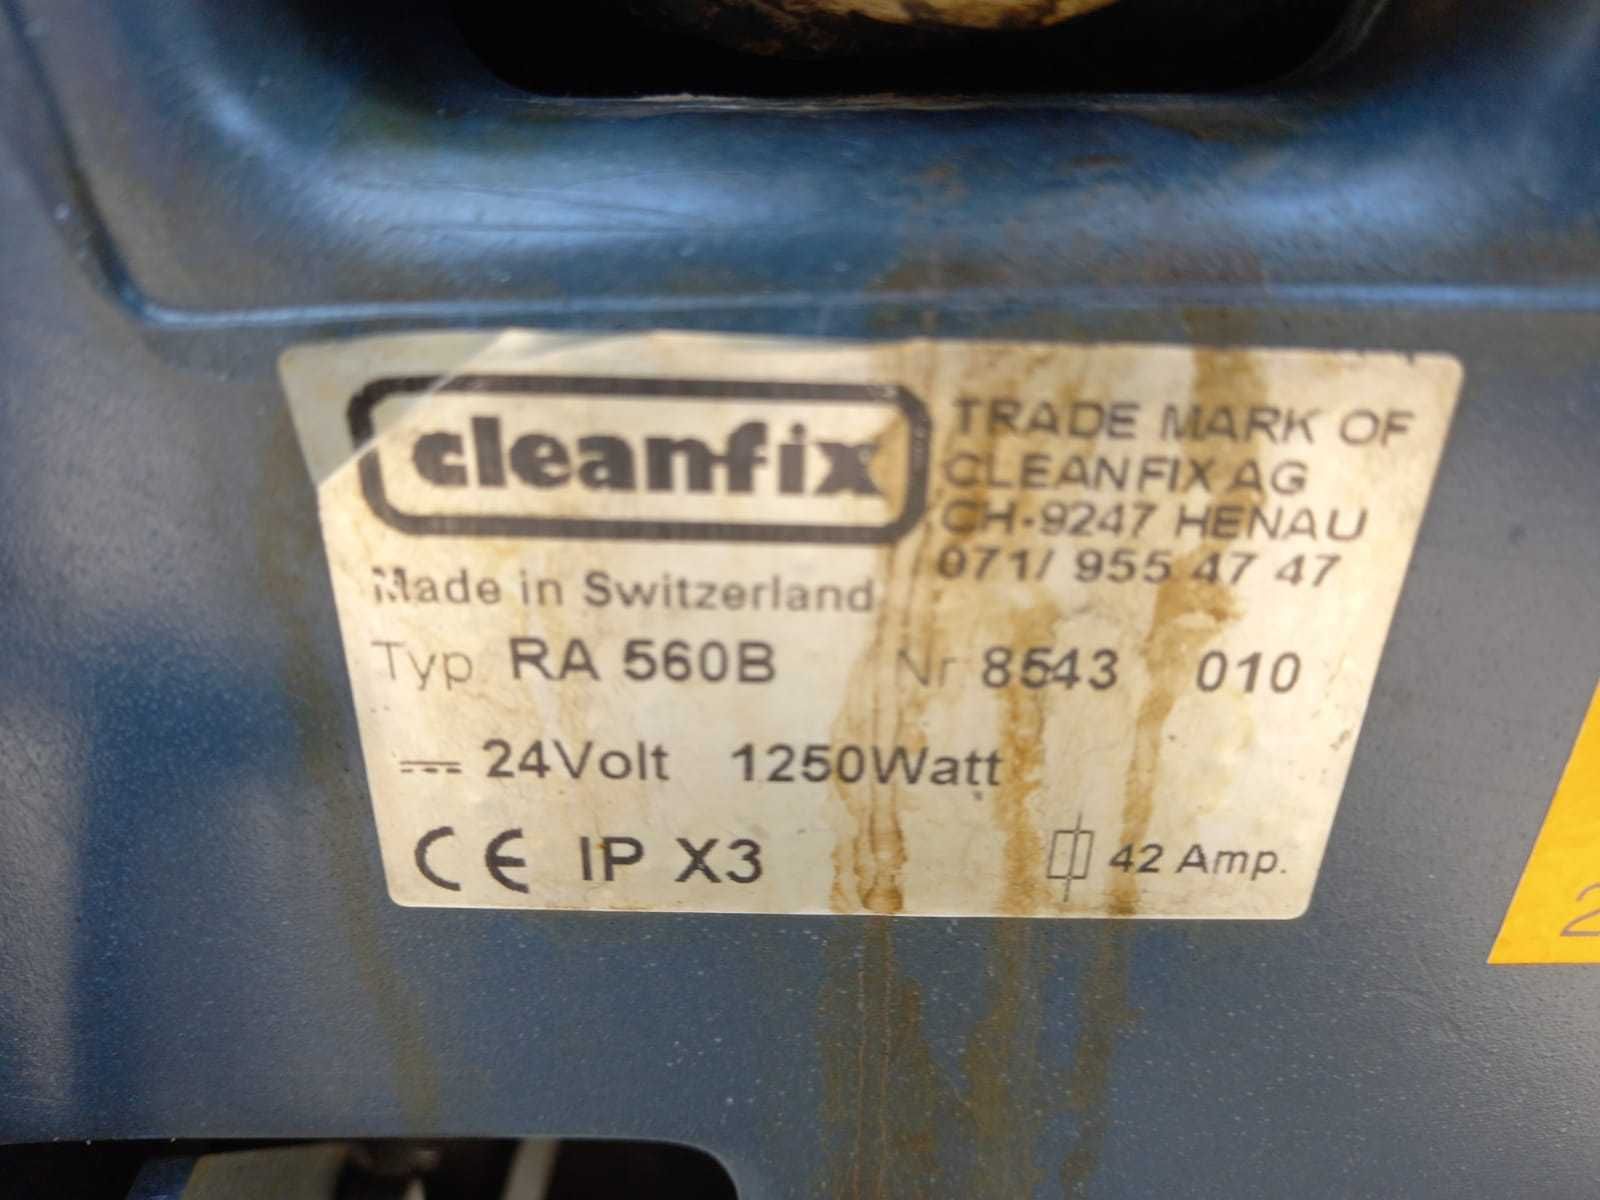 cleanfix
TRADE MARK OF
CLEANFIX AG
CH-9247 HENAU
071/ 955 47 47
Made in Switzerland
Typ RA 560B Nr 8543 010
24Volt 1250Watt
CE IP X3 42 Amp.
2